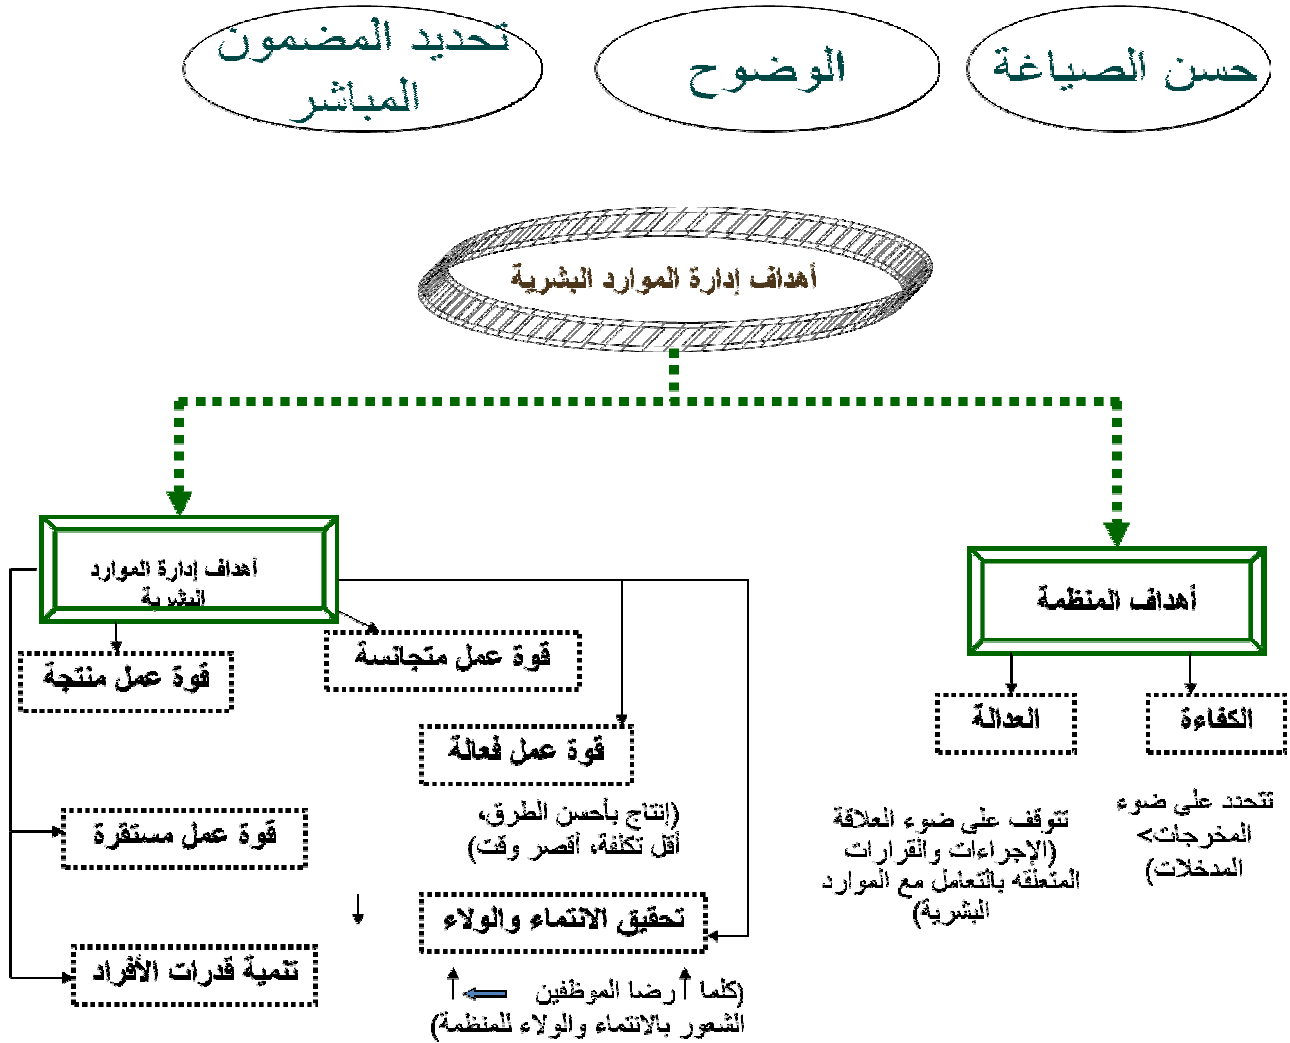 حسن الصياغة
الوضوح
تحديد المضمون
المباشر
أهداف إدارة الموارد البشرية
أهداف المنظمة
الكفاءة
تتحدد على ضوء
المخرجات>
المدخلات)
العدالة
تتوقف على ضوء العلاقة
(الإجراءات والقرارات
المتعلقه بالتعامل مع الموارد
البشرية)
أهداف إدارة الموارد
البشرية
قوة عمل متجانسة
قوة عمل منتجة
قوة عمل فعالة
(إنتاج بأحسن الطرق،
أقل تكلفة، أقصر وقت)
قوة عمل مستقرة
تحقيق الانتماء والولاء
(كلما ↑ رضا الموظفين ← ↑
الشعور بالانتماء والولاء للمنظمة)
تنمية قدرات الأفراد